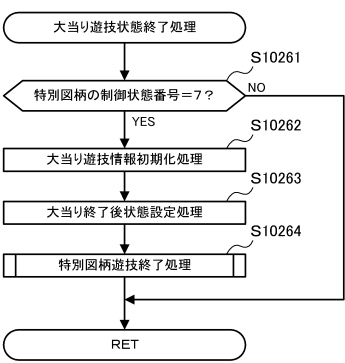 大当り遊技状態終了処理
S10261
特別図柄の制御状態番号=7?
NO
YES
S10262
大当り遊技情報初期化処理
S10263
大当り終了後状態設定処理
S10264
特別図柄遊技終了処理
RET